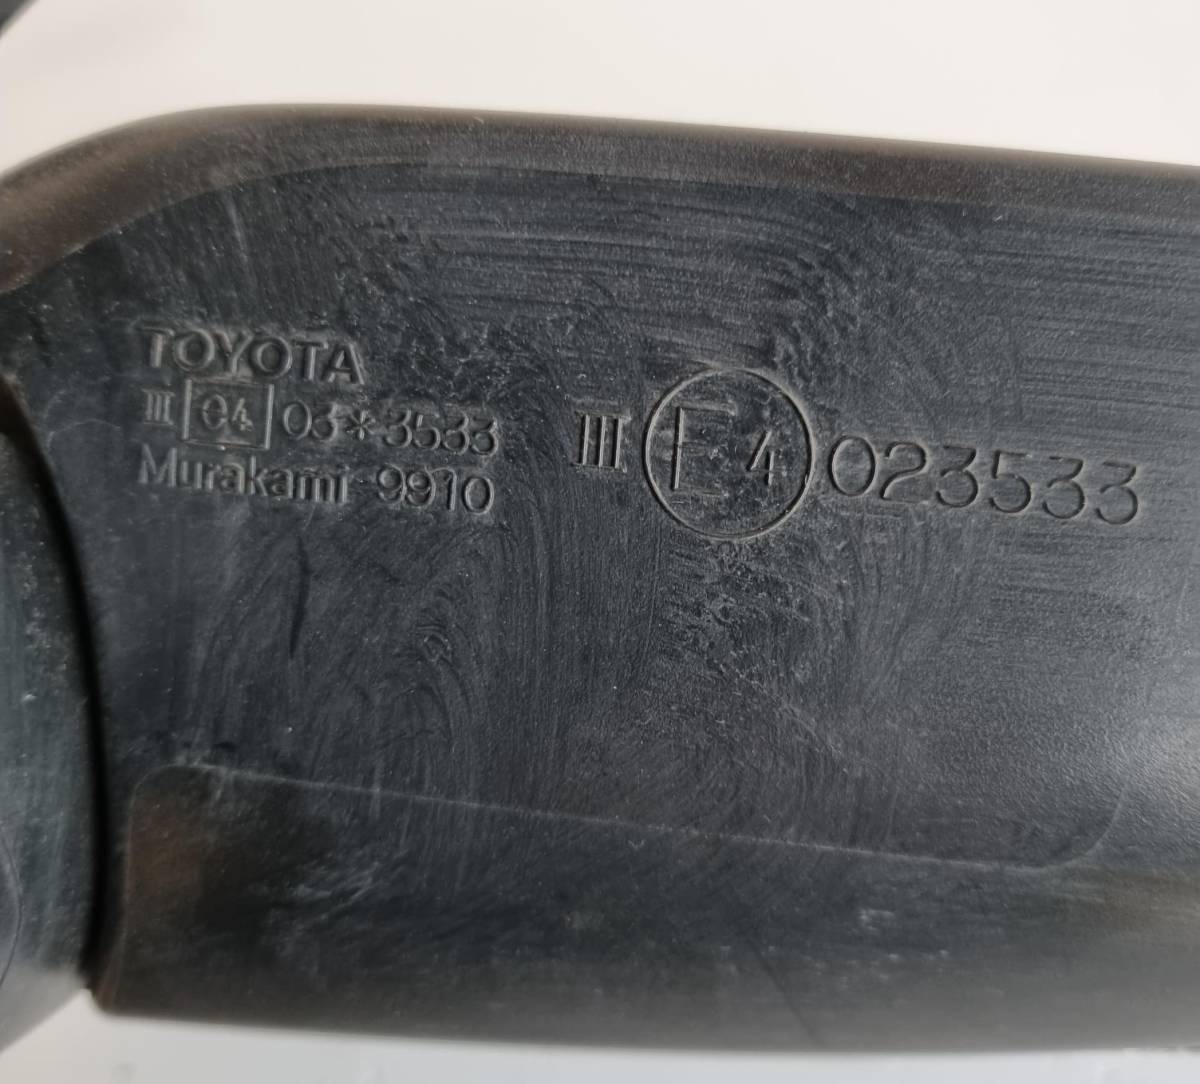 TOYOTA
III e4 03*3533
Murakami 9910
III E4 023533